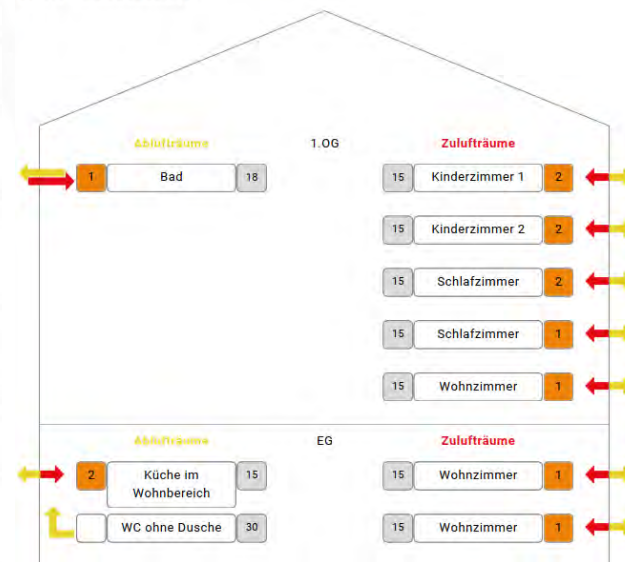 Ablufträume 1.OG Zulufträume
1 Bad 18 15 Kinderzimmer 1 2
15 Kinderzimmer 2 2
15 Schlafzimmer 2
15 Schlafzimmer 1
15 Wohnzimmer 1
Ablufträume EG Zulufträume
2 Küche im 15 15 Wohnzimmer 1
Wohnbereich
WC ohne Dusche 30 15 Wohnzimmer 1